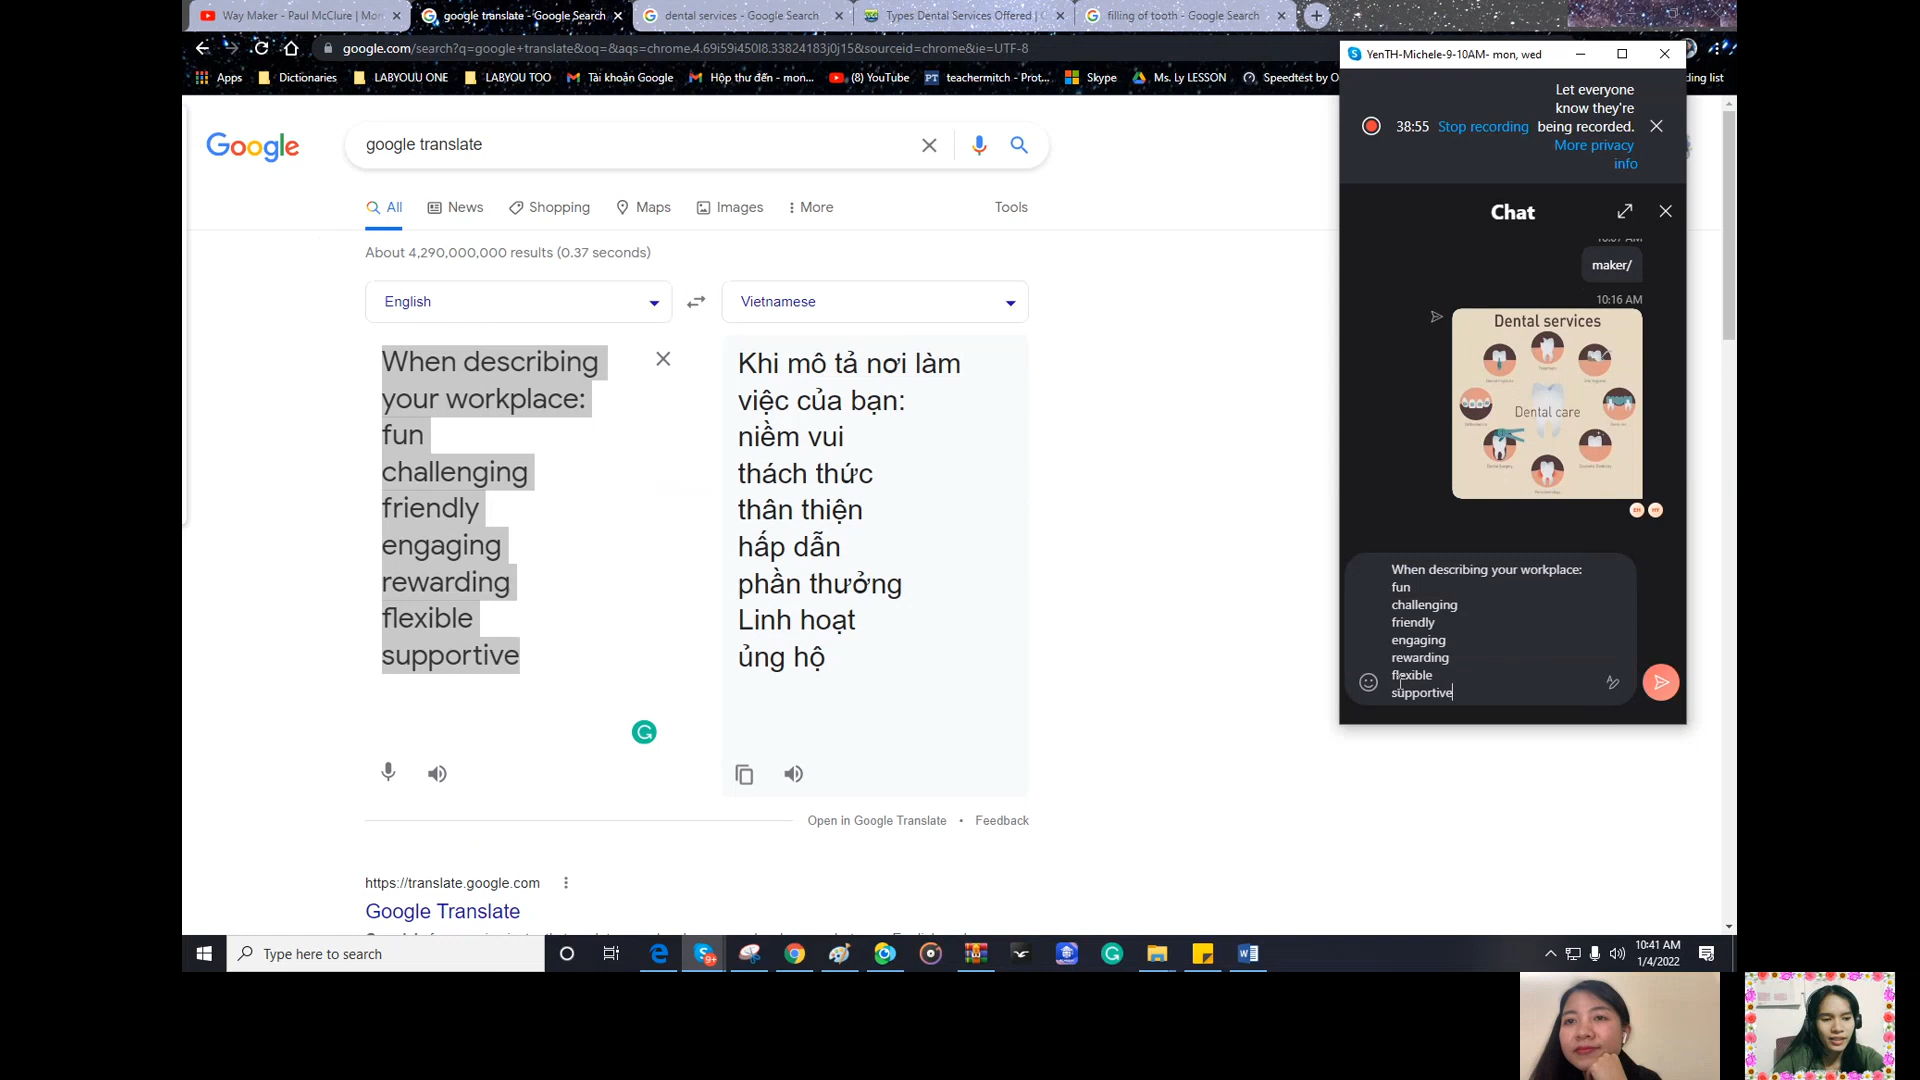 Way Maker - Paul McClure | Mor
google translate - Google Search
dental services - Google Search
Types Dental Services Offered |
filling of tooth - Google Search
google.com/search?q=google+translate&oq=&aqs=chrome.4.69i59i450l8.33824183j0j15&sourceid=chrome&ie=UTF-8
Apps
Dictionaries
LABYOUU ONE
LABYOU TOO
Tài khoản Google
Hộp thư đến - mon...
(8) YouTube
teachermitch - Prot...
Skype
Ms. Ly LESSON
Speedtest by O
ding list
Google
google translate
All
News
Shopping
Maps
Images
More
Tools
About 4,290,000,000 results (0.37 seconds)
English
Vietnamese
When describing
your workplace:
fun
challenging
friendly
engaging
rewarding
flexible
supportive
Khi mô tả nơi làm
việc của bạn:
niềm vui
thách thức
thân thiện
hấp dẫn
phần thưởng
Linh hoạt
ủng hộ
Open in Google Translate • Feedback
https://translate.google.com
Google Translate
YenTH-Michele-9-10AM- mon, wed
38:55
Stop recording
Let everyone
know they're
being recorded.
More privacy
info
Chat
maker/
10:16 AM
Dental services
Dental care
When describing your workplace:
fun
challenging
friendly
engaging
rewarding
flexible
supportive
Type here to search
10:41 AM
1/4/2022